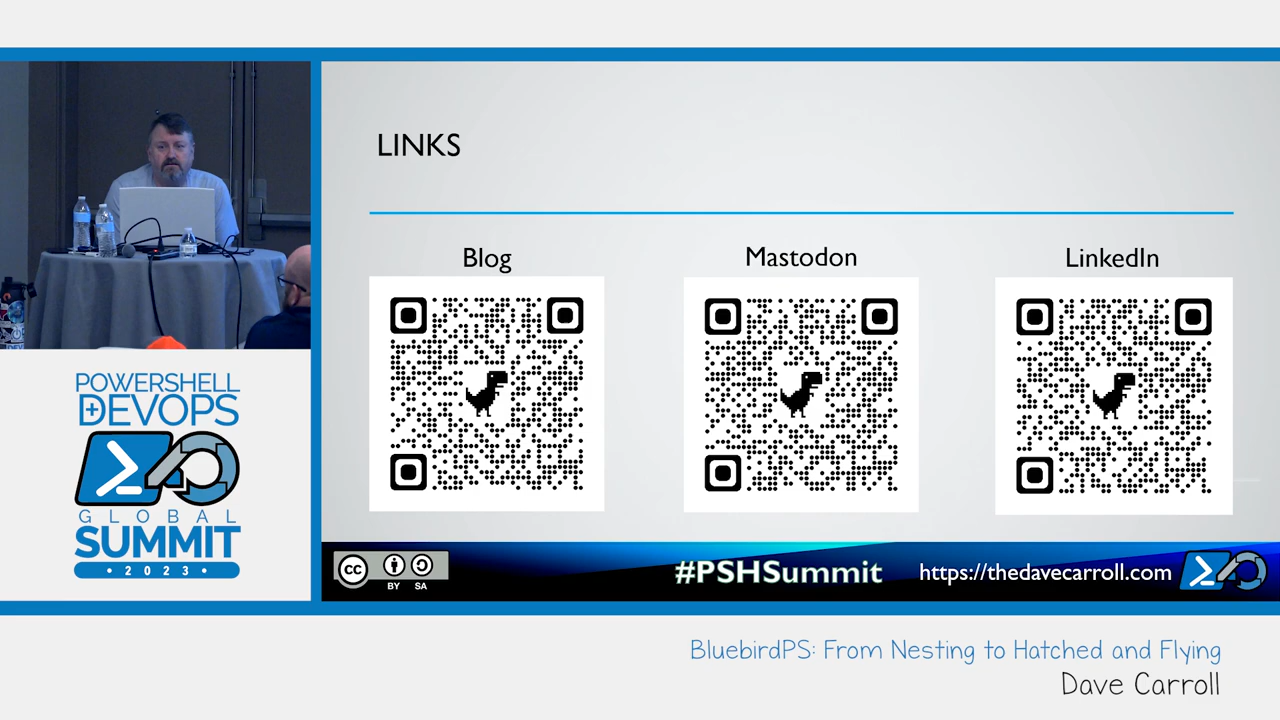 LINKS
Blog
Mastodon
LinkedIn
POWERSHELL
+DEVOPS
GLOBAL
SUMMIT
• 2023 •
cc
BY
SA
#PSHSummit
https://thedavecarroll.com
BluebirdPS: From Nesting to Hatched and Flying
Dave Carroll